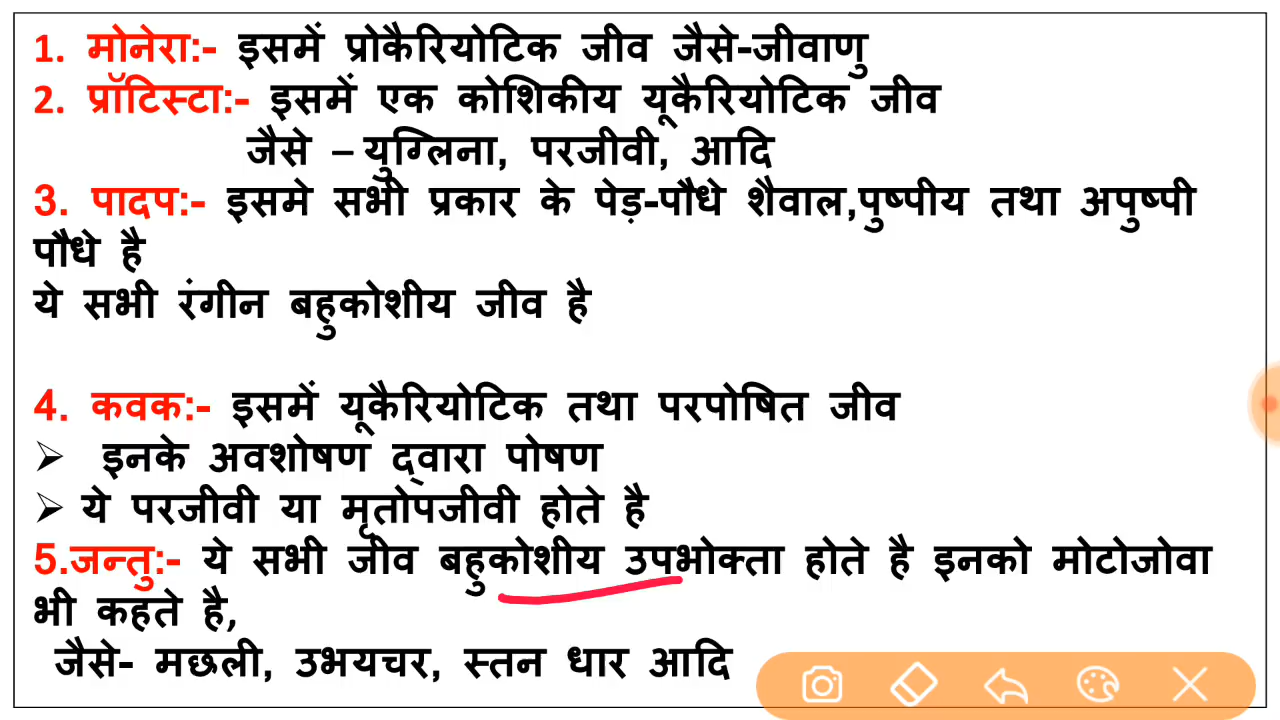 1. मोनेरा:- इसमें प्रोकैरियोटिक जीव जैसे-जीवाणु
2. प्रॉटिस्टा:- इसमें एक कोशिकीय यूकैरियोटिक जीव
जैसे – युग्लिना, परजीवी, आदि
3. पादप:- इसमे सभी प्रकार के पेड़-पौधे शैवाल,पुष्पीय तथा अपुष्पी
पौधे है
ये सभी रंगीन बहुकोशीय जीव है
4. कवक:- इसमें यूकैरियोटिक तथा परपोषित जीव
➢ इनके अवशोषण द्वारा पोषण
➢ ये परजीवी या मृतोपजीवी होते है
5.जन्तु:- ये सभी जीव बहुकोशीय उपभोक्ता होते है इनको मोटोजोवा
भी कहते है,
जैसे- मछली, उभयचर, स्तन धार आदि